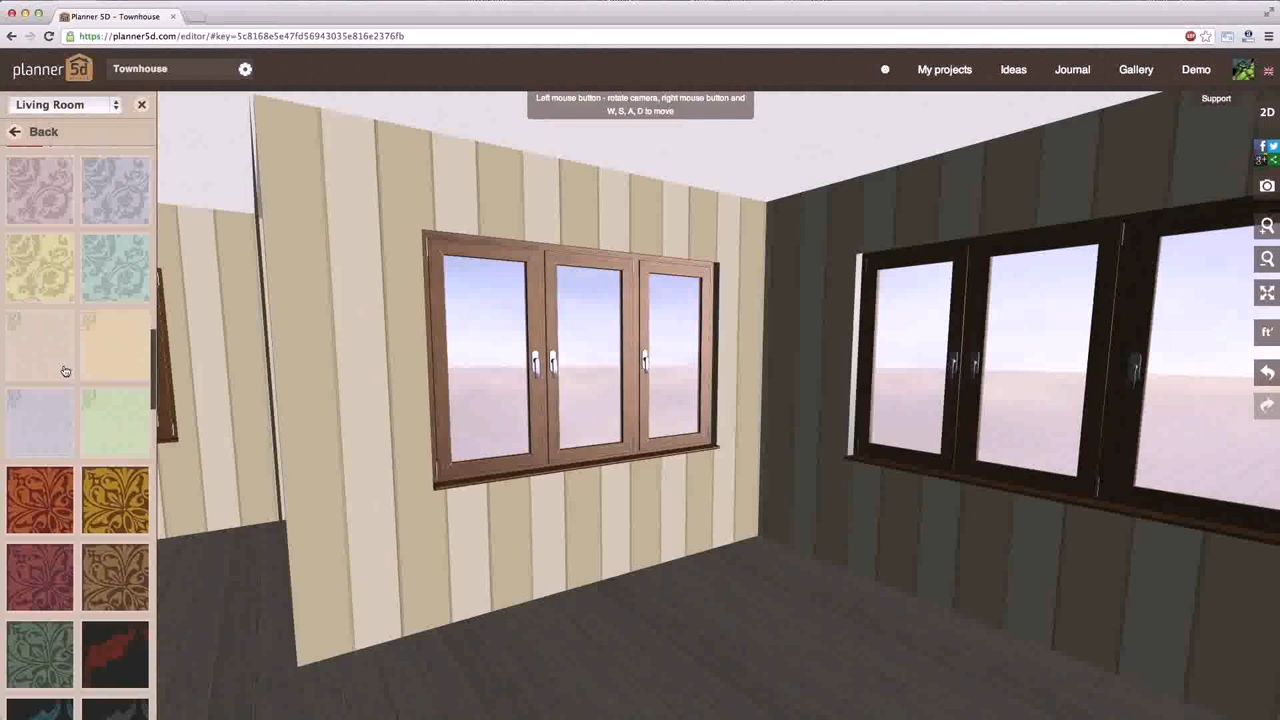 Planner 5D - Townhouse
https://planner5d.com/editor/#key=5c8168e5e47fd56943035e816e2376fb
planner 5d
Townhouse
My projects
Ideas
Journal
Gallery
Demo
Living Room
Left mouse button - rotate camera, right mouse button and
W, S, A, D to move
Support
2D
Back
ft'